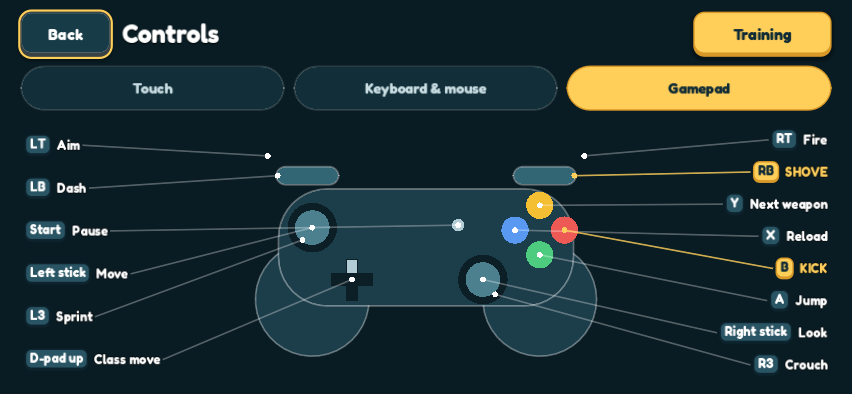 Back
Controls
Training
Touch
Keyboard & mouse
Gamepad
LT Aim
LB Dash
Start Pause
Left stick Move
L3 Sprint
D-pad up Class move
RT Fire
RB SHOVE
Y Next weapon
X Reload
B KICK
A Jump
Right stick Look
R3 Crouch